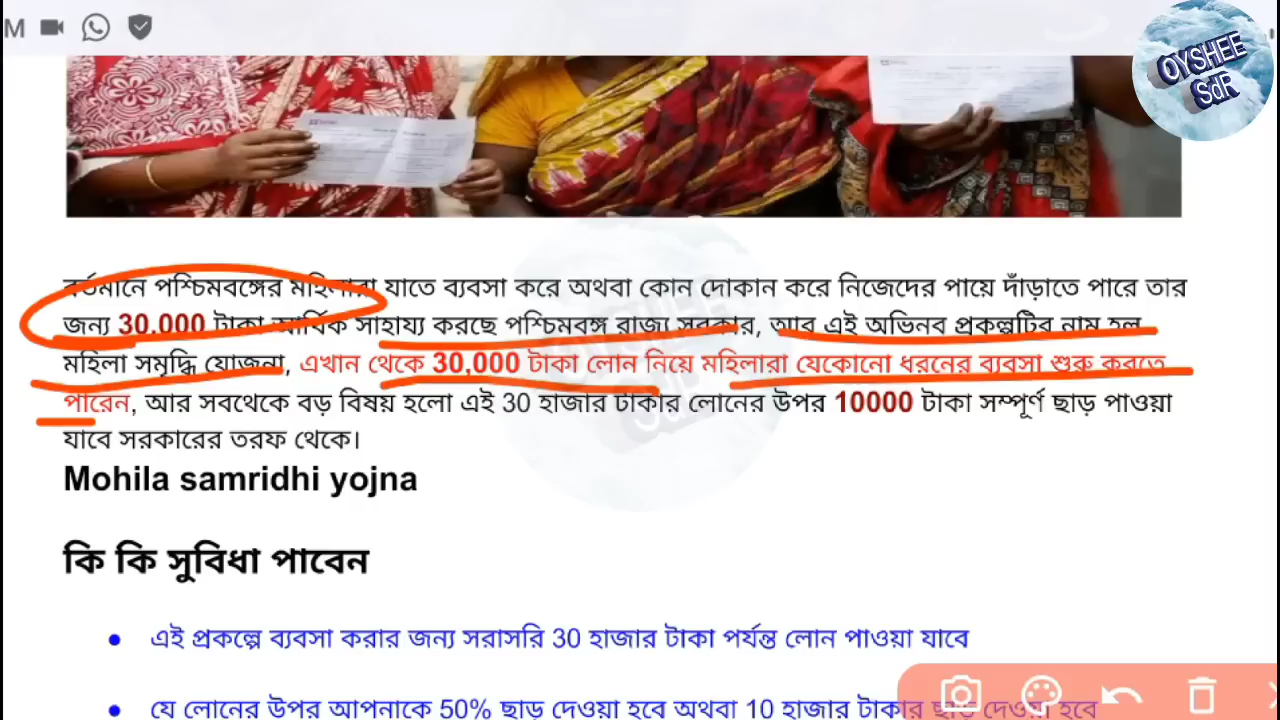 M
OYSHEE
SdR
বর্তমানে পশ্চিমবঙ্গের মহিলারা যাতে ব্যবসা করে অথবা কোন দোকান করে নিজেদের পায়ে দাঁড়াতে পারে তার
জন্য 30,000 টাকা আর্থিক সাহায্য করছে পশ্চিমবঙ্গ রাজ্য সরকার, আর এই অভিনব প্রকল্পটির নাম হল
মহিলা সমৃদ্ধি যোজনা, এখান থেকে 30,000 টাকা লোন নিয়ে মহিলারা যেকোনো ধরনের ব্যবসা শুরু করতে
পারেন, আর সবথেকে বড় বিষয় হলো এই 30 হাজার টাকার লোনের উপর 10000 টাকা সম্পূর্ণ ছাড় পাওয়া
যাবে সরকারের তরফ থেকে।
Mohila samridhi yojna
কি কি সুবিধা পাবেন
এই প্রকল্পে ব্যবসা করার জন্য সরাসরি 30 হাজার টাকা পর্যন্ত লোন পাওয়া যাবে
যে লোনের উপর আপনাকে 50% ছাড় দেওয়া হবে অথবা 10 হাজার টাকার ছাড় দেওয়া হবে